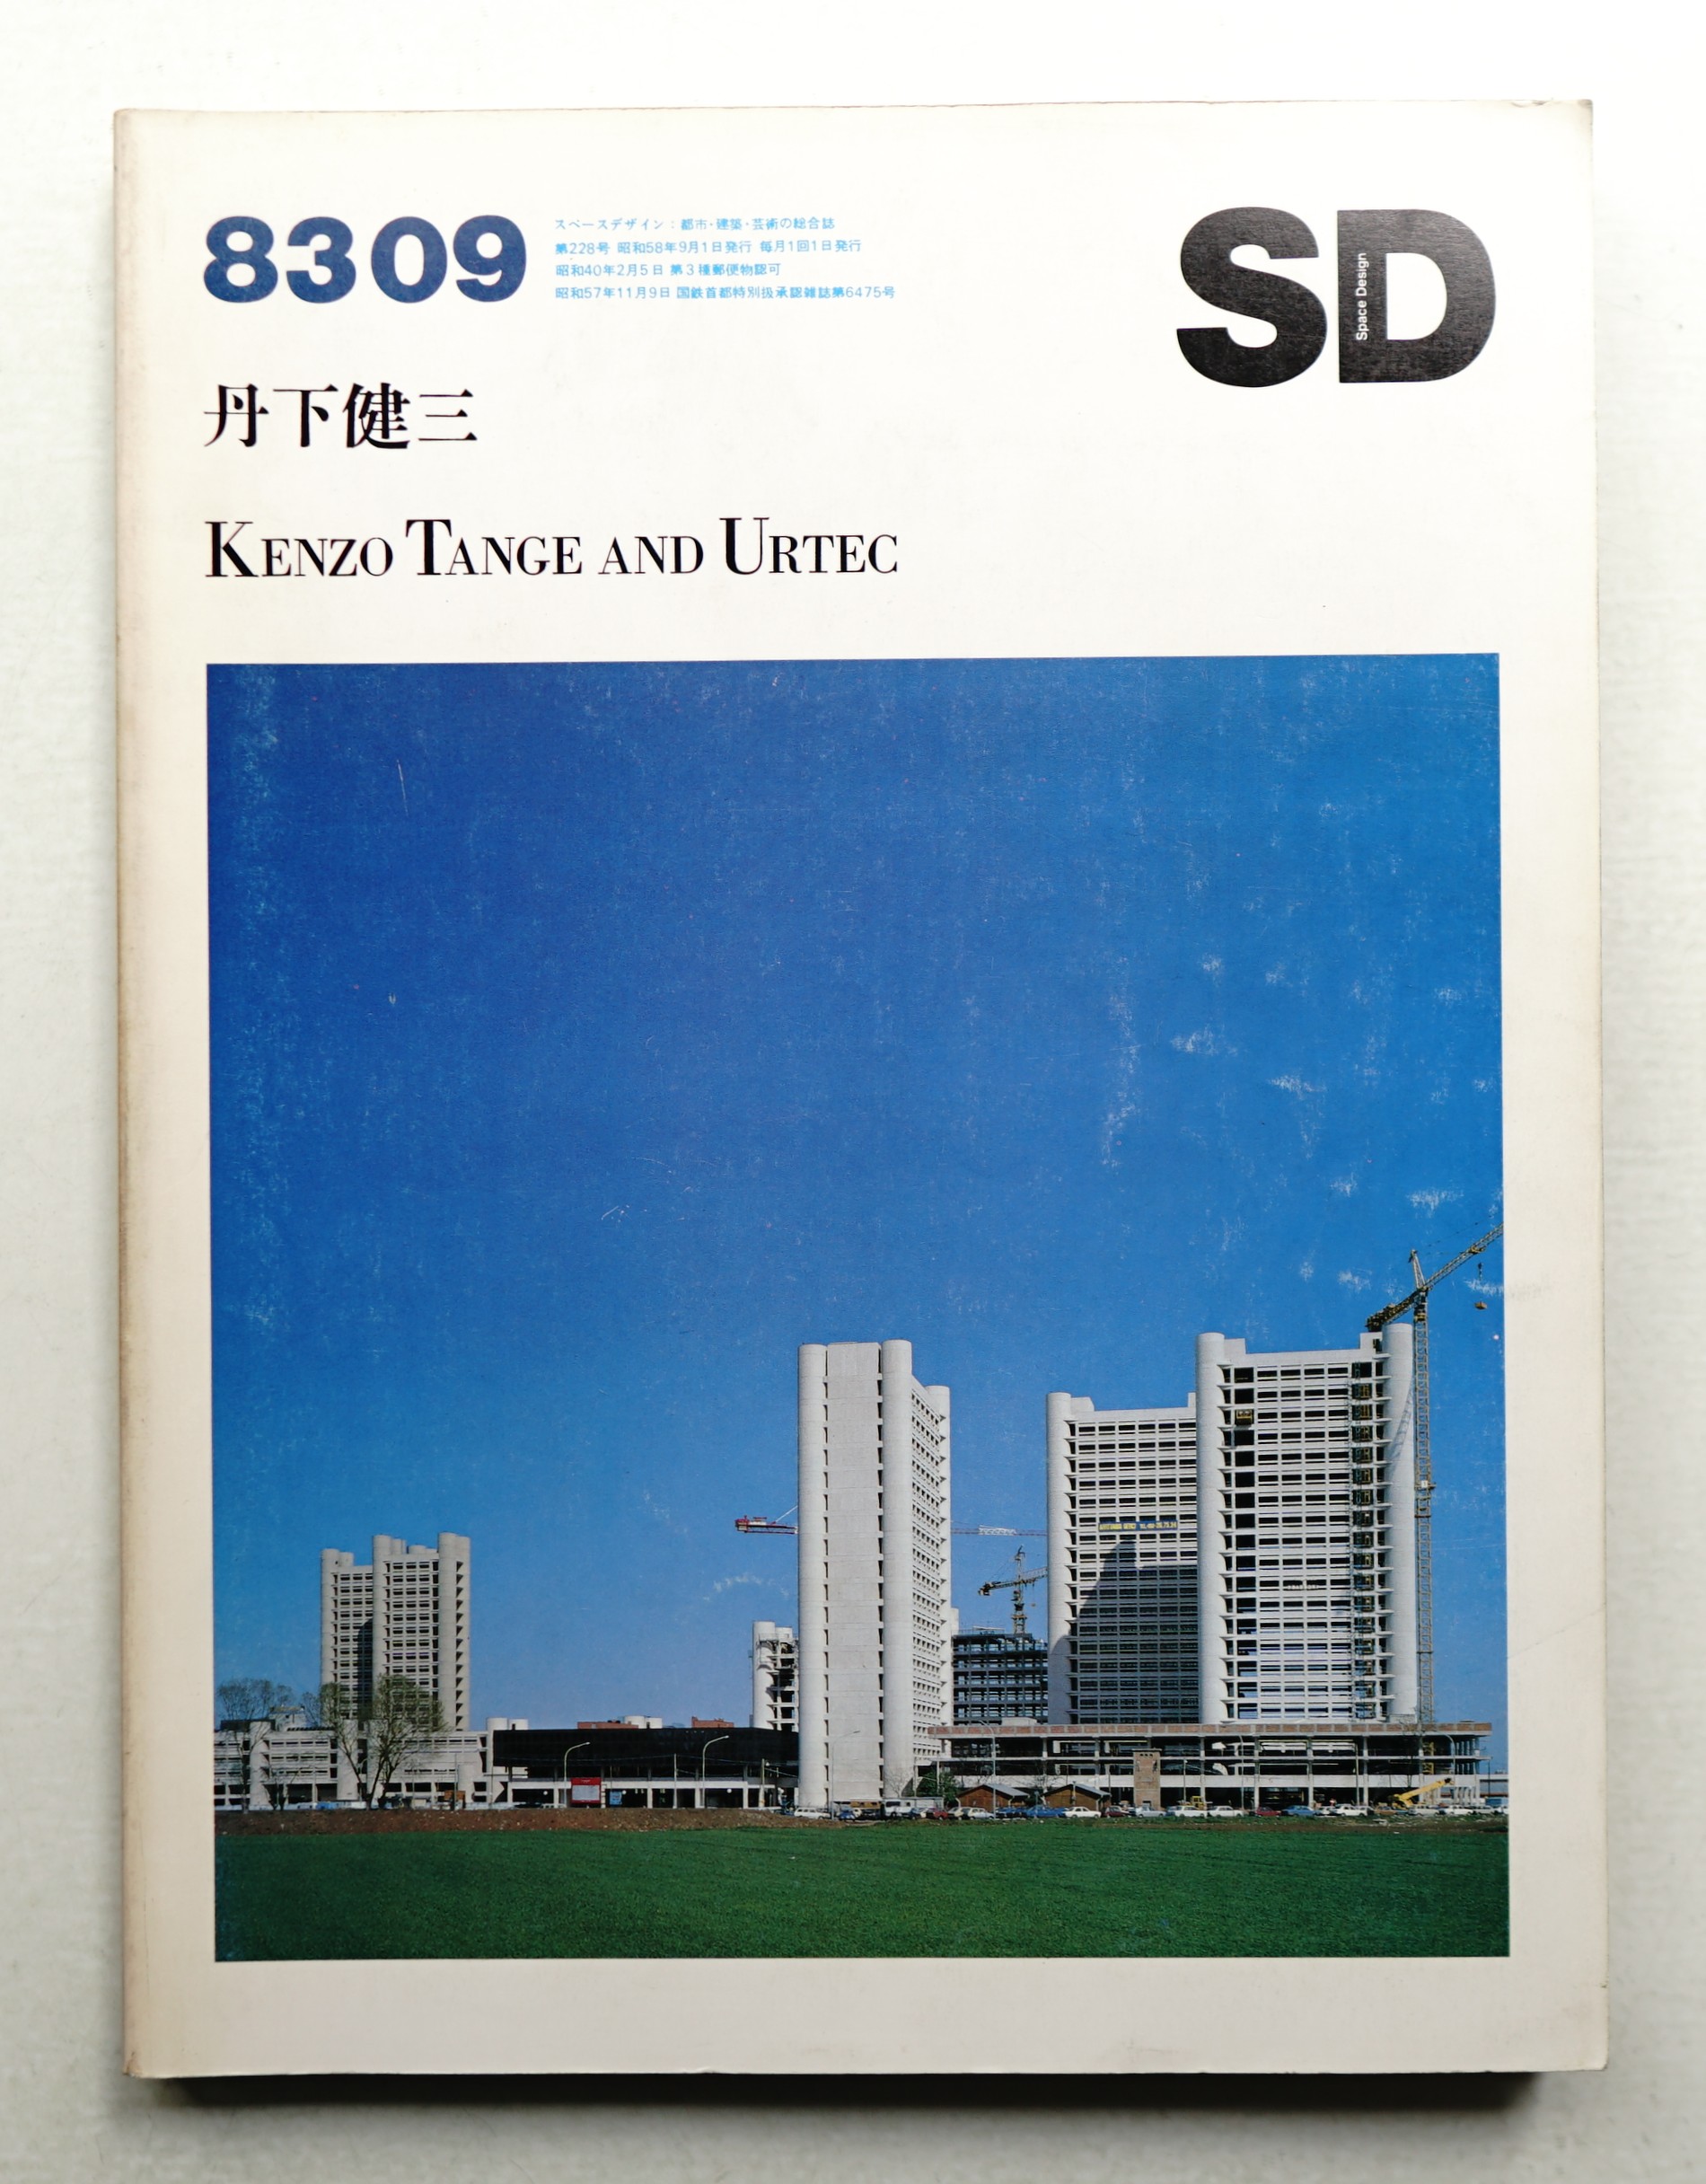 8309
スペースデザイン：都市・建築・芸術の総合誌
第228号 昭和58年9月1日発行 毎月1回1日発行
昭和40年2月5日 第3種郵便物認可
昭和57年11月9日 国鉄首都特別扱承認雑誌第6475号
SD
Space Design
丹下健三
KENZO TANGE AND URTEC